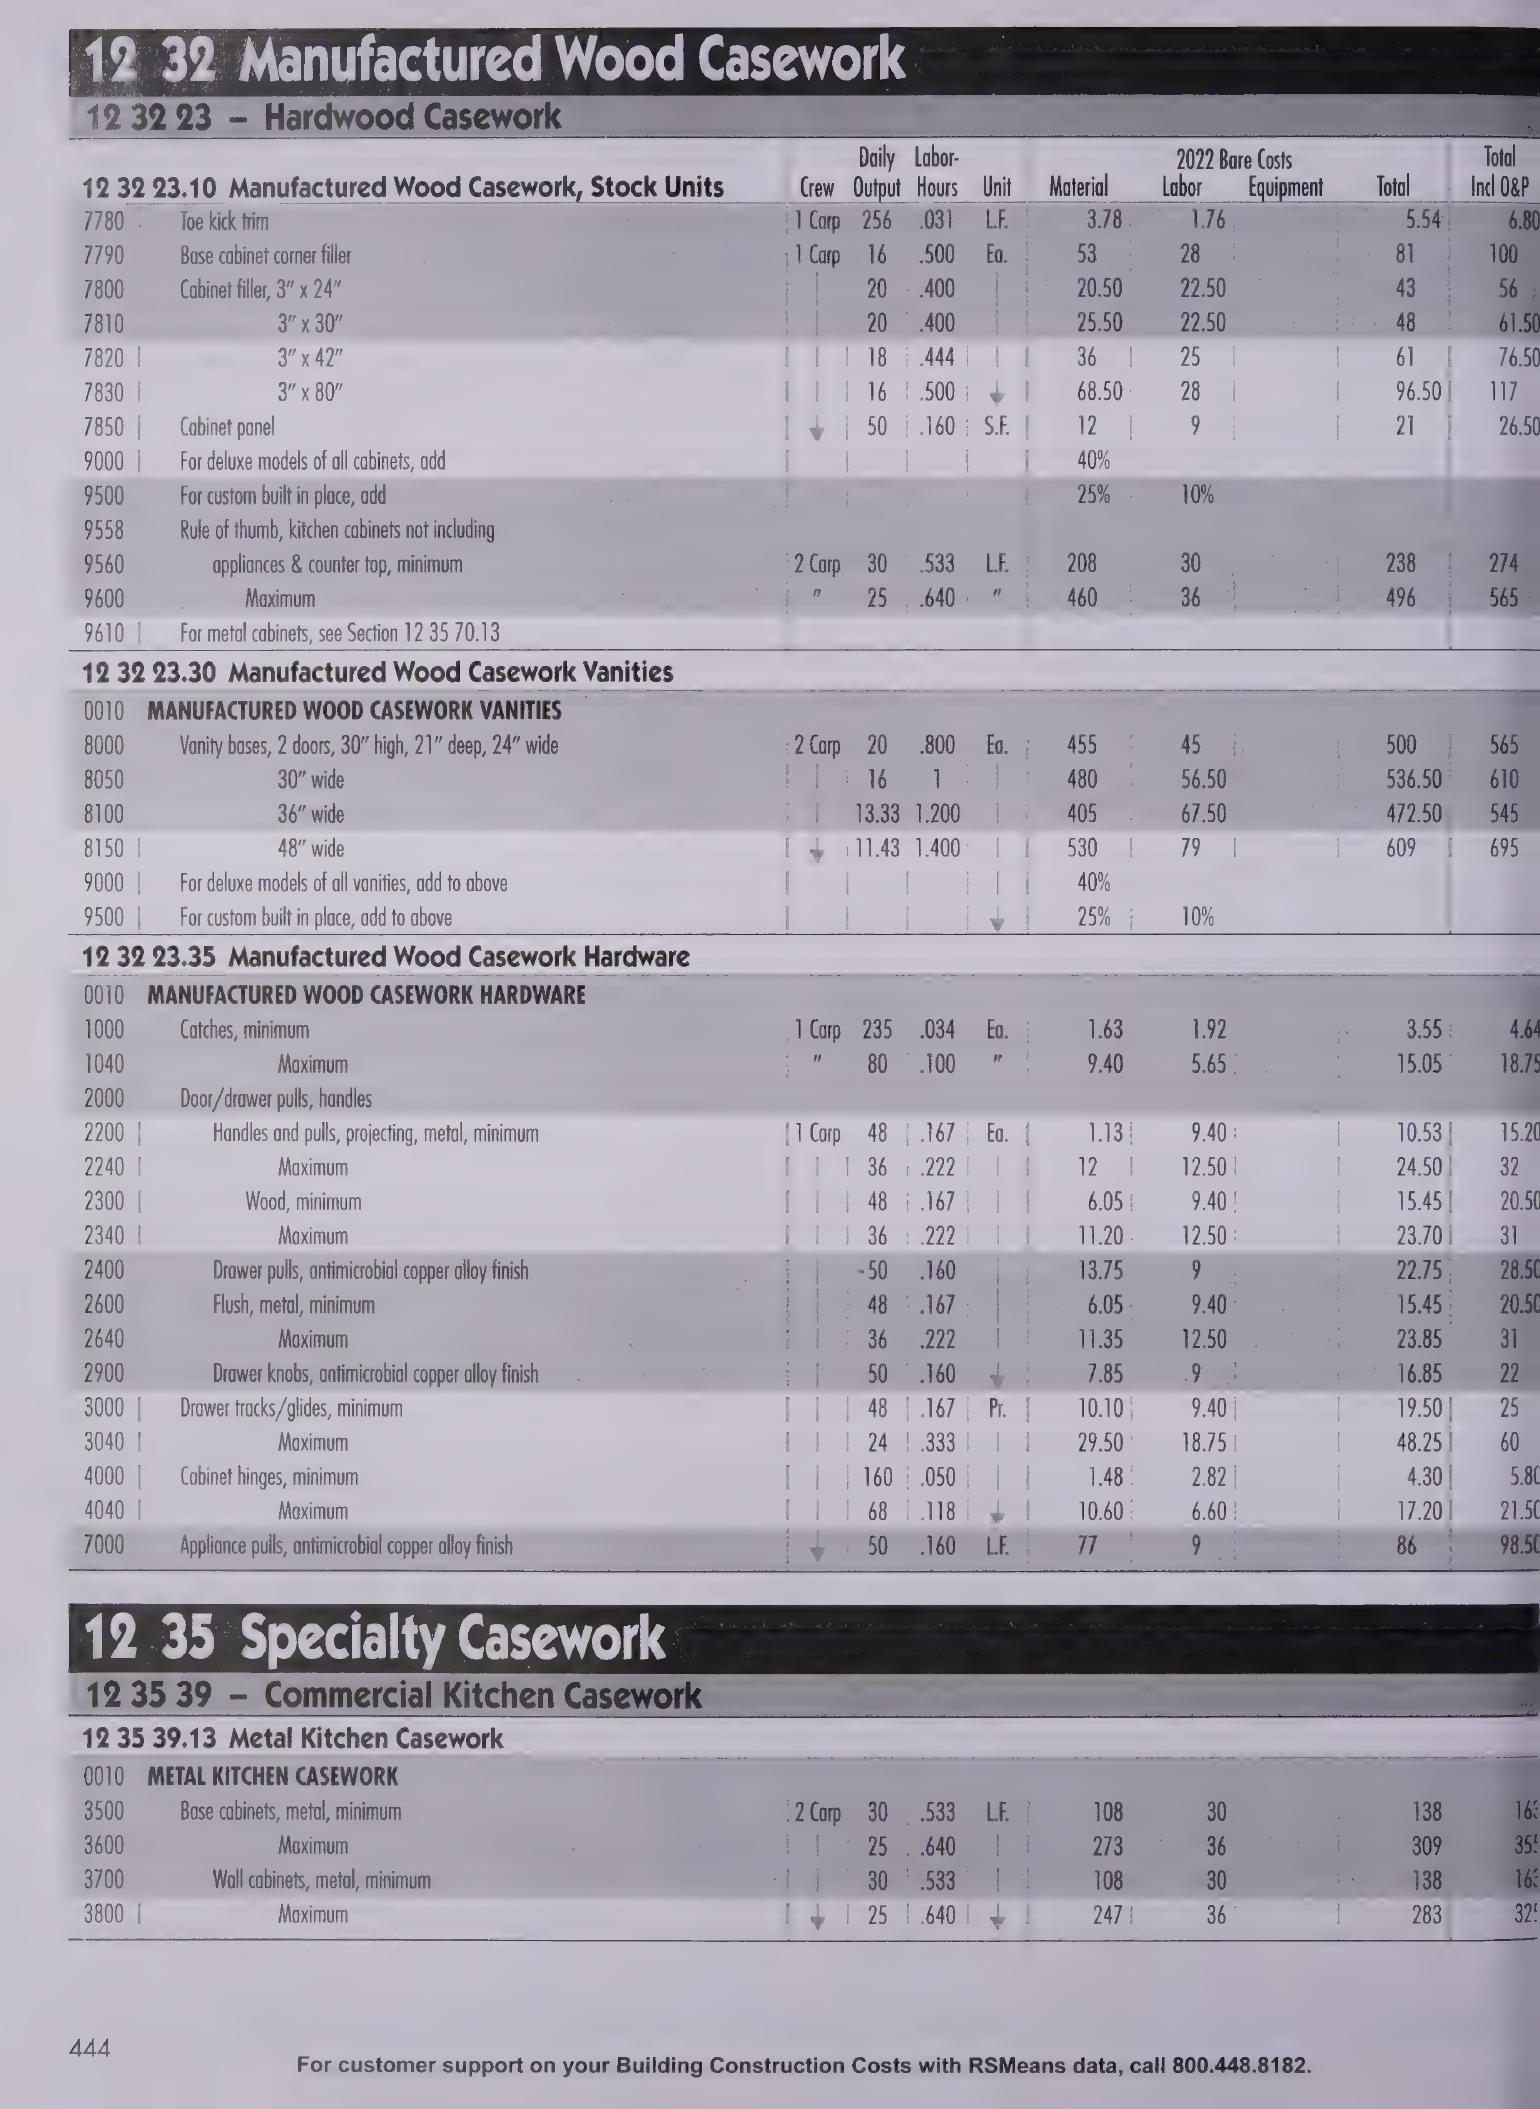 12 32 Manufactured Wood Casework
12 32 23 – Hardwood Casework
Daily Labor- 2022 Bare Costs Total
12 32 23.10 Manufactured Wood Casework, Stock Units Crew Output Hours Unit Material Labor Equipment Total Incl O&P
7780 Toe kick trim 1 Carp 256 .031 L.F. 3.78 1.76 5.54 6.80
7790 Base cabinet corner filler 1 Carp 16 .500 Ea. 53 28 81 100
7800 Cabinet filler, 3" x 24" 20 .400 20.50 22.50 43 56
7810 3" x 30" 20 .400 25.50 22.50 48 61.50
7820 3" x 42" 18 .444 36 25 61 76.50
7830 3" x 80" 16 .500 68.50 28 96.50 117
7850 Cabinet panel 50 .160 S.F. 12 9 21 26.50
9000 For deluxe models of all cabinets, add 40%
9500 For custom built in place, add 25% 10%
9558 Rule of thumb, kitchen cabinets not including
9560 appliances & counter top, minimum 2 Carp 30 .533 L.F. 208 30 238 274
9600 Maximum " 25 .640 " 460 36 496 565
9610 For metal cabinets, see Section 12 35 70.13
12 32 23.30 Manufactured Wood Casework Vanities
0010 MANUFACTURED WOOD CASEWORK VANITIES
8000 Vanity bases, 2 doors, 30" high, 21" deep, 24" wide 2 Carp 20 .800 Ea. 455 45 500 565
8050 30" wide 16 1 480 56.50 536.50 610
8100 36" wide 13.33 1.200 405 67.50 472.50 545
8150 48" wide 11.43 1.400 530 79 609 695
9000 For deluxe models of all vanities, add to above 40%
9500 For custom built in place, add to above 25% 10%
12 32 23.35 Manufactured Wood Casework Hardware
0010 MANUFACTURED WOOD CASEWORK HARDWARE
1000 Catches, minimum 1 Carp 235 .034 Ea. 1.63 1.92 3.55 4.64
1040 Maximum " 80 .100 " 9.40 5.65 15.05 18.75
2000 Door/drawer pulls, handles
2200 Handles and pulls, projecting, metal, minimum 1 Carp 48 .167 Ea. 1.13 9.40 10.53 15.20
2240 Maximum 36 .222 12 12.50 24.50 32
2300 Wood, minimum 48 .167 6.05 9.40 15.45 20.50
2340 Maximum 36 .222 11.20 12.50 23.70 31
2400 Drawer pulls, antimicrobial copper alloy finish 50 .160 13.75 9 22.75 28.50
2600 Flush, metal, minimum 48 .167 6.05 9.40 15.45 20.50
2640 Maximum 36 .222 11.35 12.50 23.85 31
2900 Drawer knobs, antimicrobial copper alloy finish 50 .160 7.85 9 16.85 22
3000 Drawer tracks/glides, minimum 48 .167 Pr. 10.10 9.40 19.50 25
3040 Maximum 24 .333 29.50 18.75 48.25 60
4000 Cabinet hinges, minimum 160 .050 1.48 2.82 4.30 5.80
4040 Maximum 68 .118 10.60 6.60 17.20 21.50
7000 Appliance pulls, antimicrobial copper alloy finish 50 .160 L.F. 77 9 86 98.50
12 35 Specialty Casework
12 35 39 – Commercial Kitchen Casework
12 35 39.13 Metal Kitchen Casework
0010 METAL KITCHEN CASEWORK
3500 Base cabinets, metal, minimum 2 Carp 30 .533 L.F. 108 30 138
3600 Maximum 25 .640 273 36 309
3700 Wall cabinets, metal, minimum 30 .533 108 30 138
3800 Maximum 25 .640 247 36 283
444
For customer support on your Building Construction Costs with RSMeans data, call 800.448.8182.